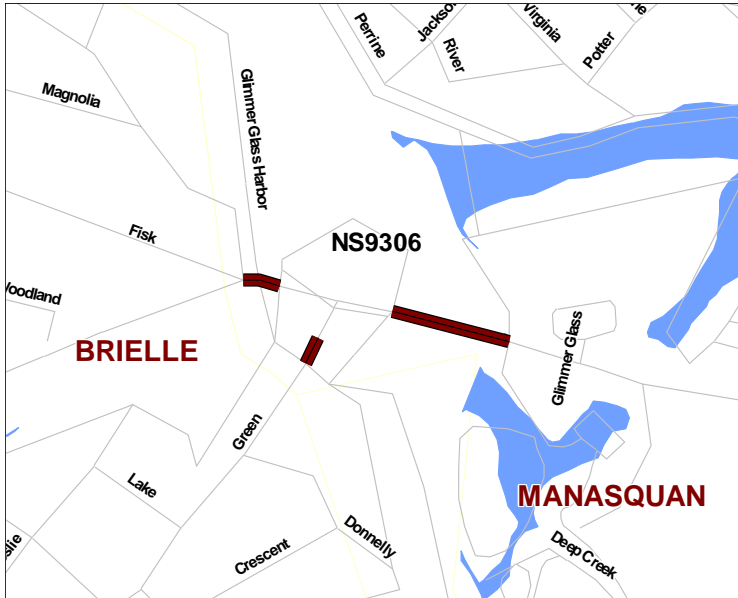 Perrine
Jackson
Virginia
River
Potter
Magnolia
Glimmer Glass Harbor
Fisk
NS9306
Woodland
BRIELLE
Glimmer Glass
Green
MANASQUAN
Lake
Donnelly
Crescent
Deep Creek